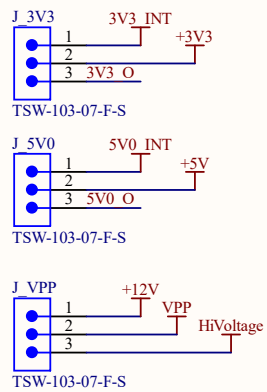 J_3V3
3V3_INT
1
+3V3
2
3 3V3_O
TSW-103-07-F-S
J_5V0
5V0_INT
1
+5V
2
3 5V0_O
TSW-103-07-F-S
J_VPP
+12V
1
VPP
2
HiVoltage
3
TSW-103-07-F-S